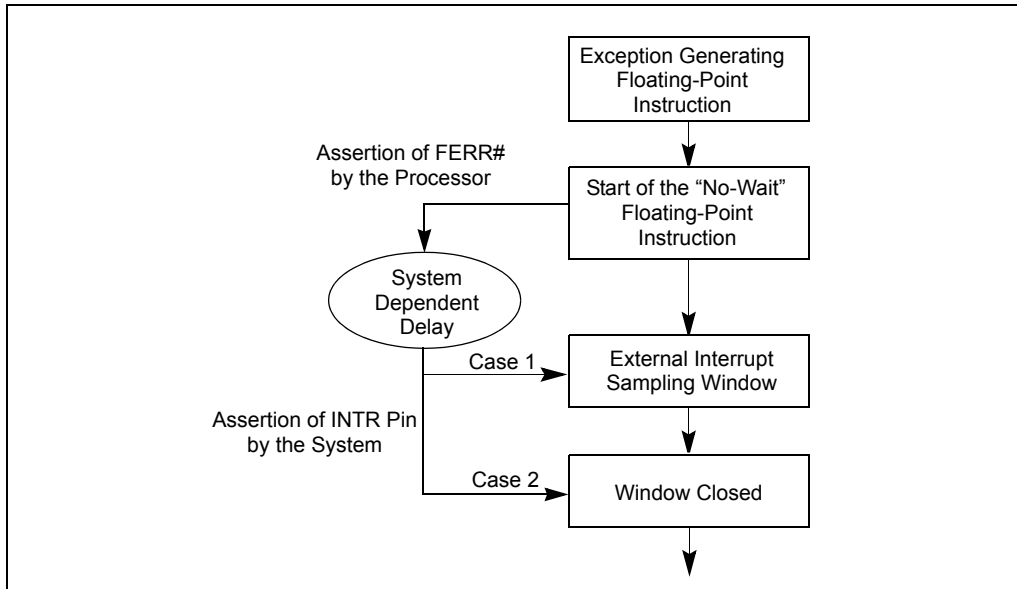 Exception Generating
Floating-Point
Instruction
Assertion of FERR#
by the Processor
Start of the “No-Wait”
Floating-Point
Instruction
System
Dependent
Delay
Case 1
External Interrupt
Sampling Window
Assertion of INTR Pin
by the System
Case 2
Window Closed